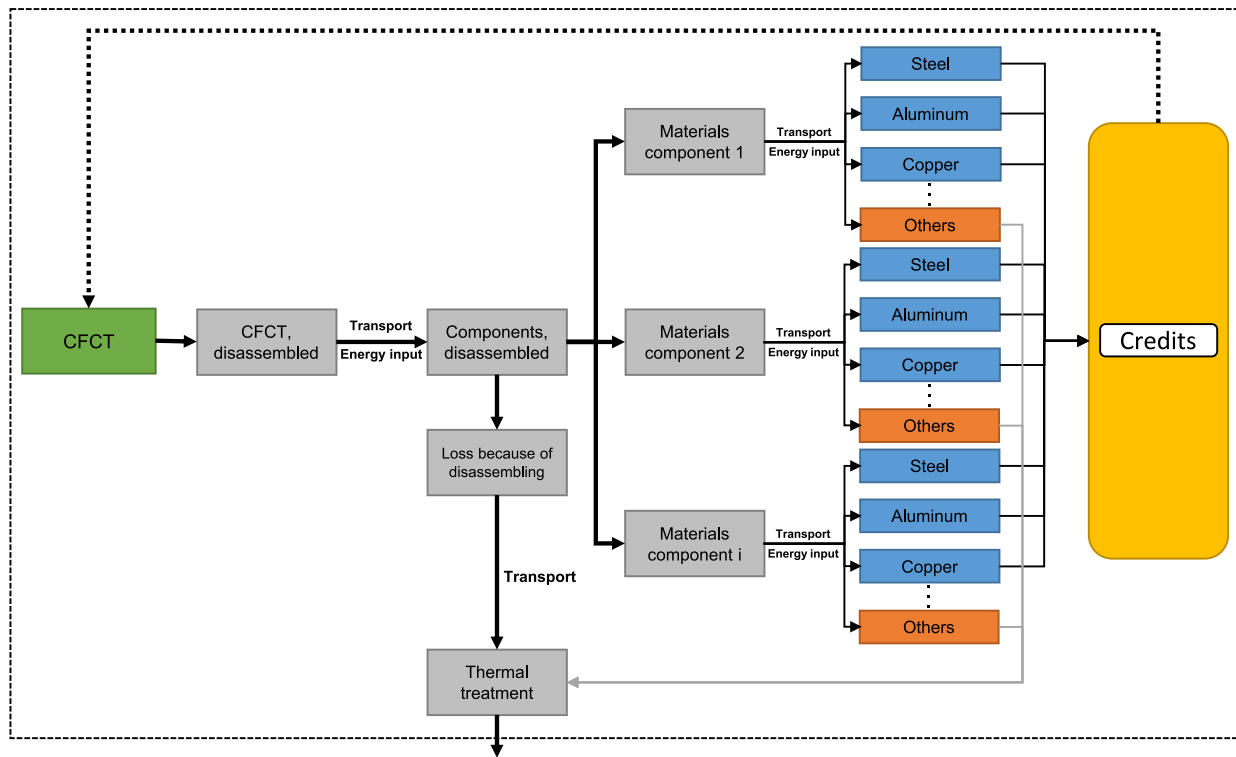 CFCT
CFCT,
disassembled
Transport
Energy input
Components,
disassembled
Loss because of
disassembling
Transport
Thermal
treatment
Materials
component 1
Transport
Energy input
Steel
Aluminum
Copper
Others
Materials
component 2
Transport
Energy input
Steel
Aluminum
Copper
Others
Materials
component i
Transport
Energy input
Steel
Aluminum
Copper
Others
Credits